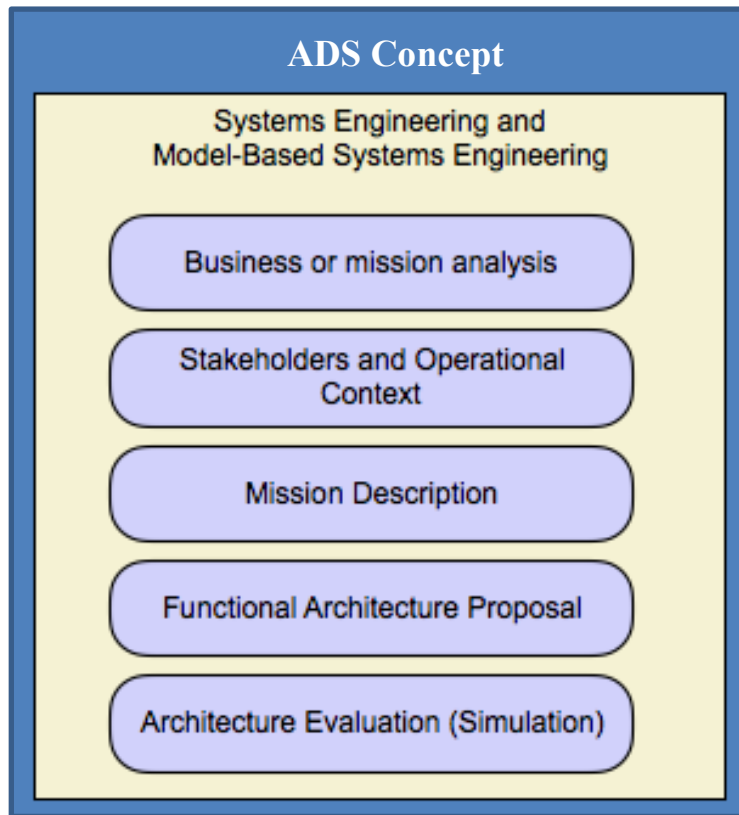 ADS Concept
Systems Engineering and
Model-Based Systems Engineering
Business or mission analysis
Stakeholders and Operational
Context
Mission Description
Functional Architecture Proposal
Architecture Evaluation (Simulation)